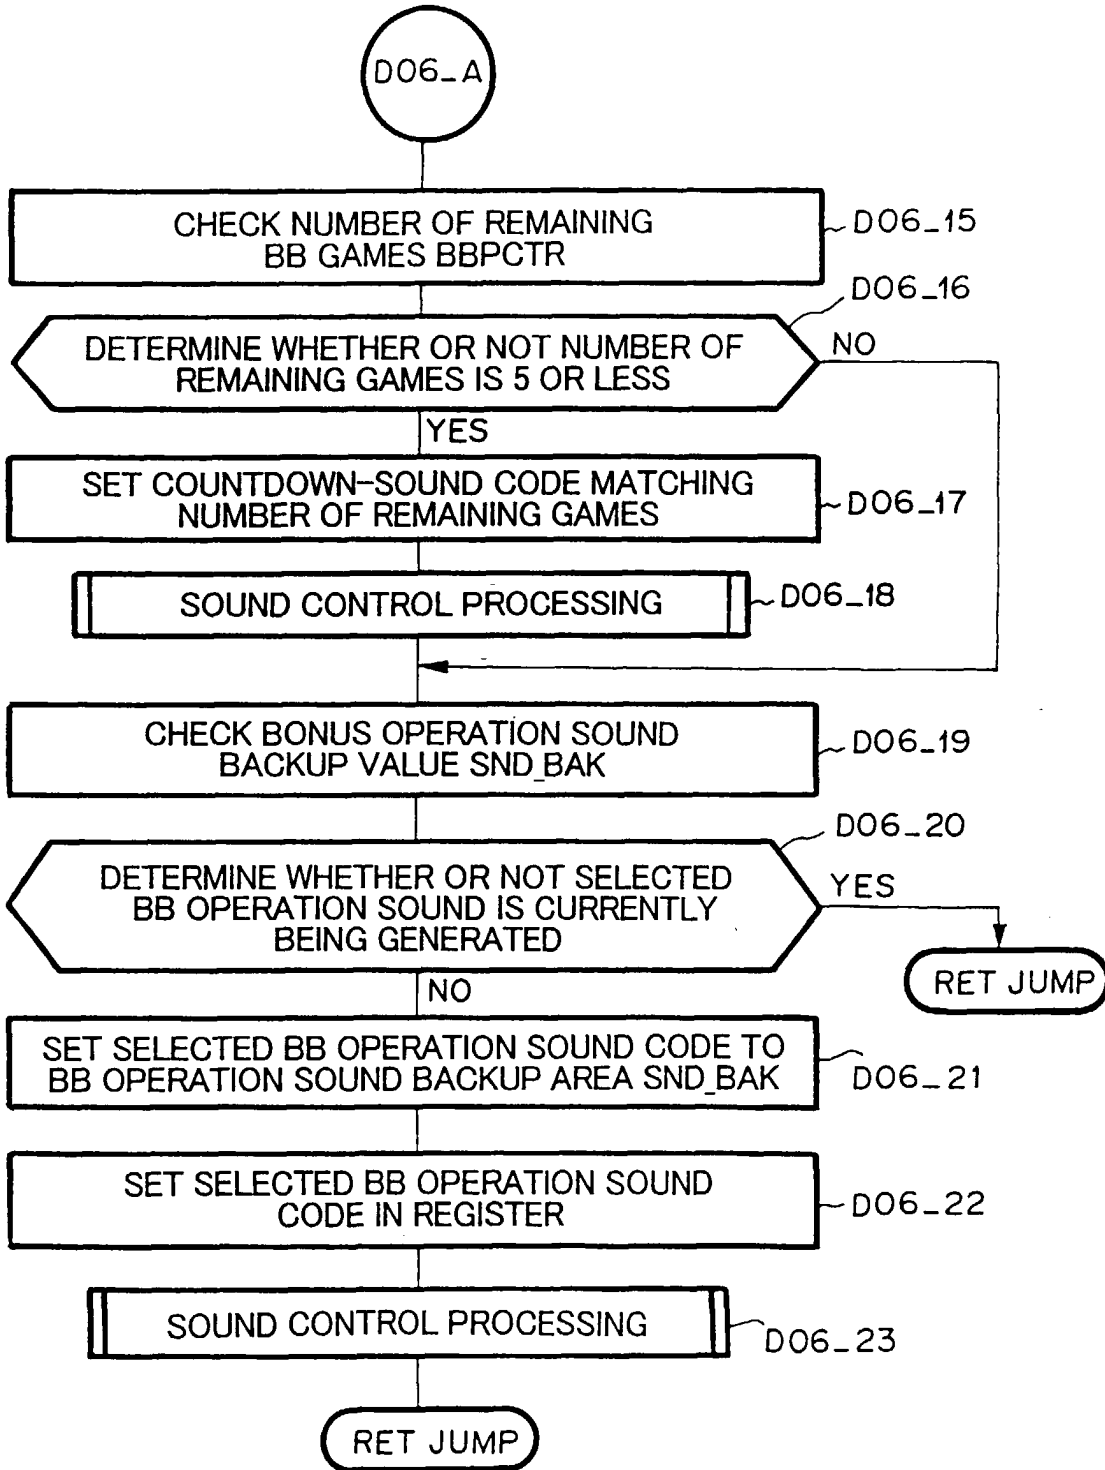 D06_A
CHECK NUMBER OF REMAINING
BB GAMES BBPCTR
D06_15
D06_16
DETERMINE WHETHER OR NOT NUMBER OF
REMAINING GAMES IS 5 OR LESS
NO
YES
SET COUNTDOWN-SOUND CODE MATCHING
NUMBER OF REMAINING GAMES
D06_17
SOUND CONTROL PROCESSING
D06_18
CHECK BONUS OPERATION SOUND
BACKUP VALUE SND_BAK
D06_19
D06_20
DETERMINE WHETHER OR NOT SELECTED
BB OPERATION SOUND IS CURRENTLY
BEING GENERATED
YES
RET JUMP
NO
SET SELECTED BB OPERATION SOUND CODE TO
BB OPERATION SOUND BACKUP AREA SND_BAK
D06_21
SET SELECTED BB OPERATION SOUND
CODE IN REGISTER
D06_22
SOUND CONTROL PROCESSING
D06_23
RET JUMP